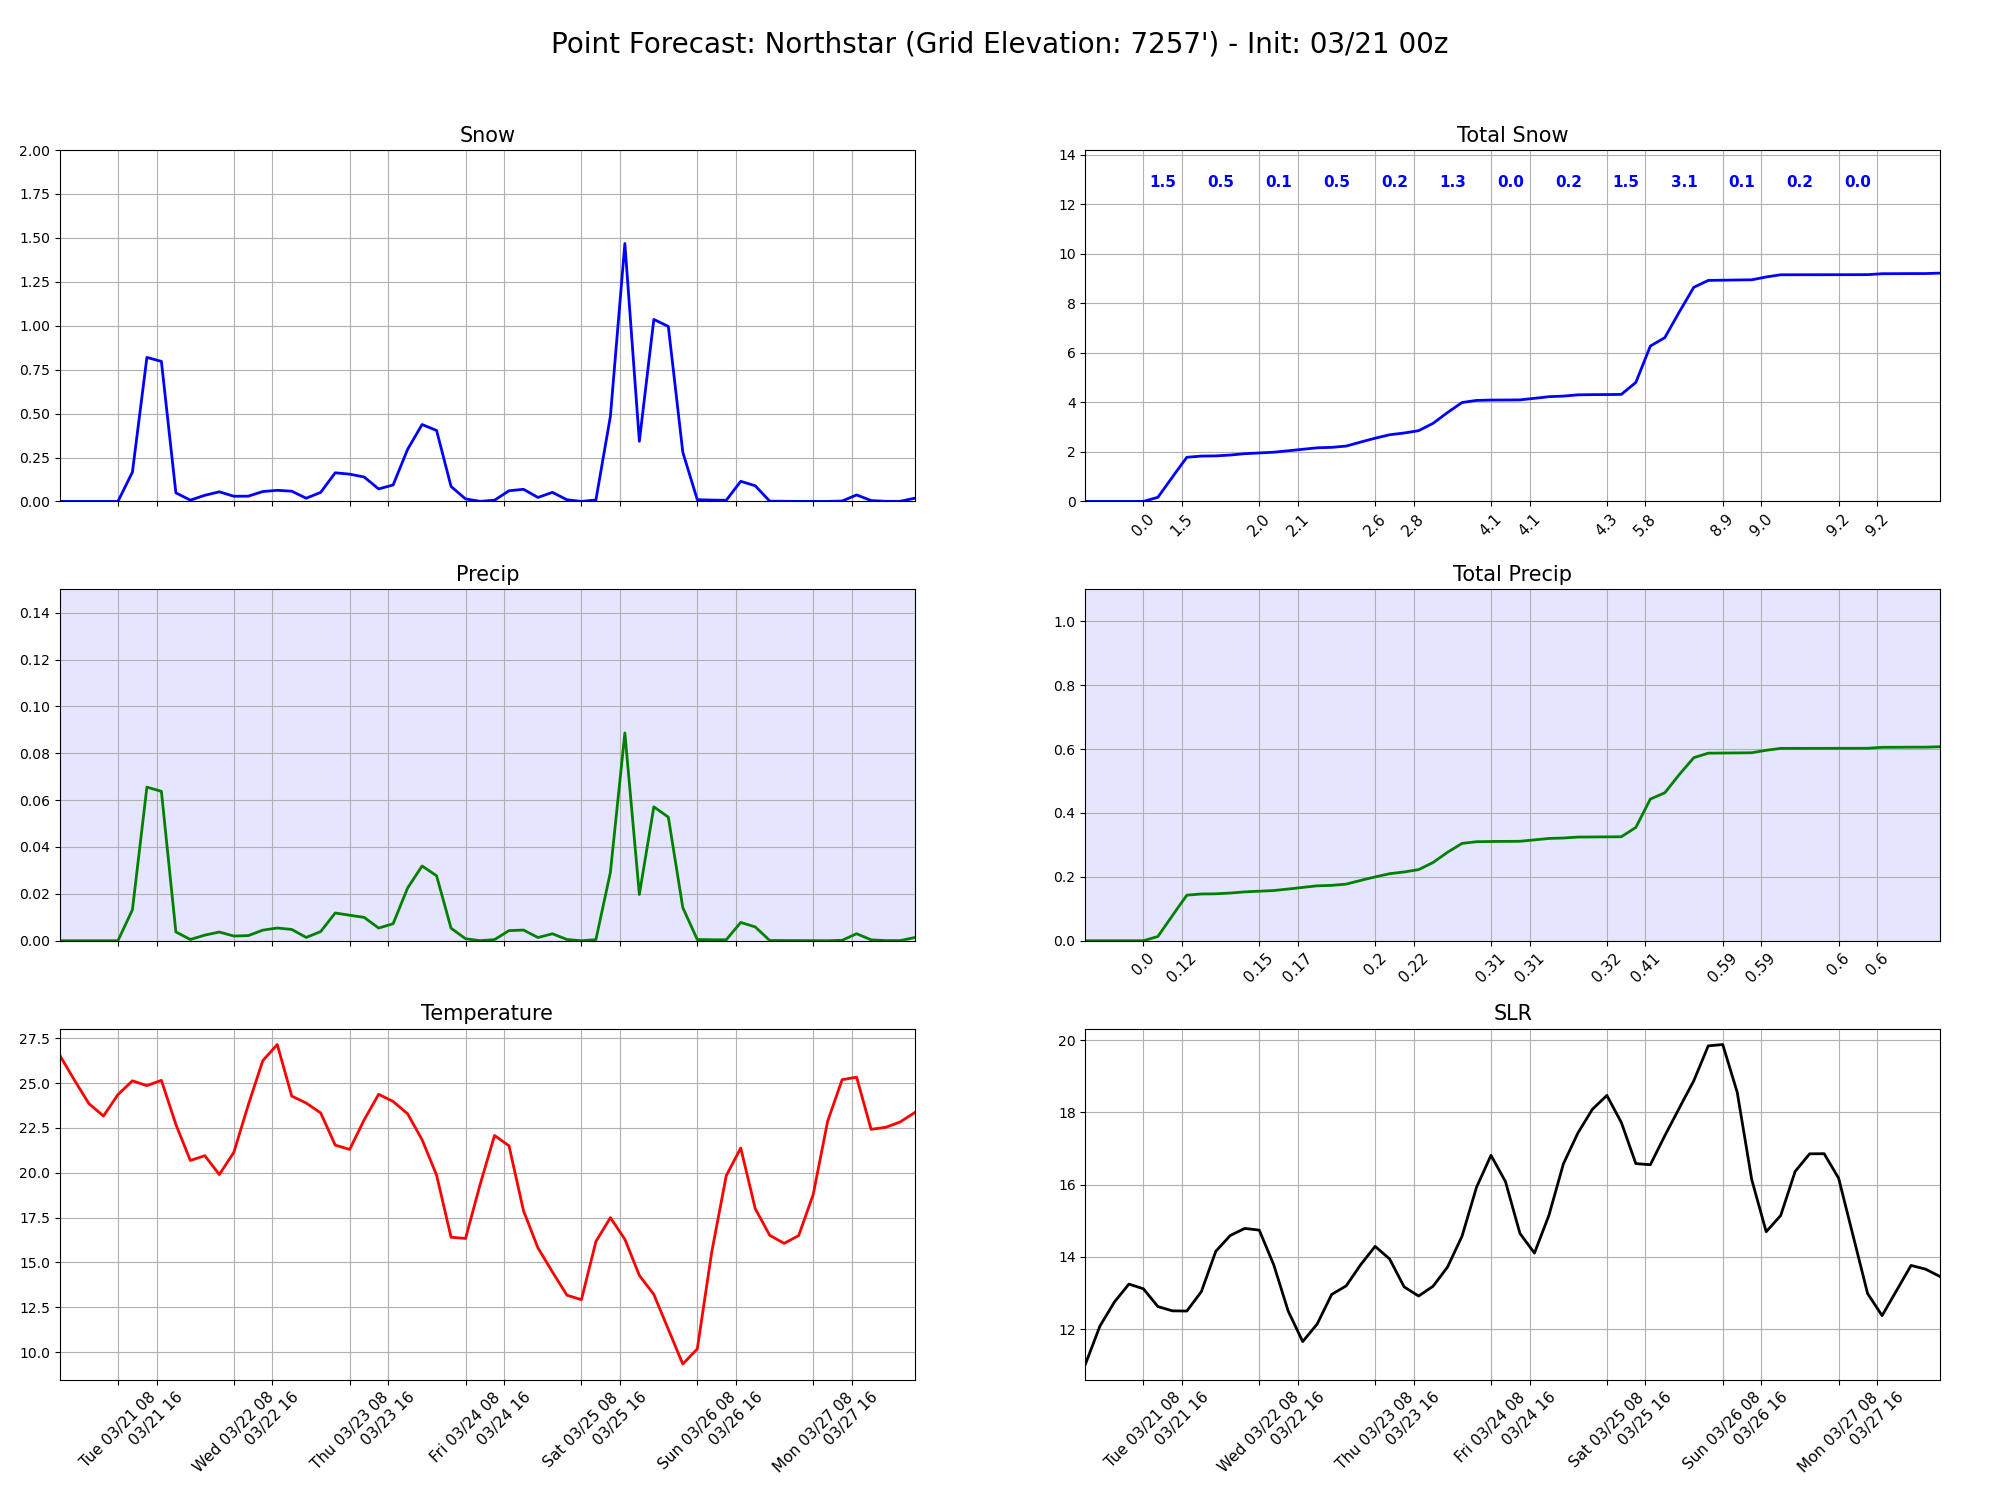 Point Forecast: Northstar (Grid Elevation: 7257') - Init: 03/21 00z
Snow
2.00
1.75
1.50
1.25
1.00
0.75
0.50
0.25
0.00
Total Snow
14
12
10
8
6
4
2
0
1.5 0.5 0.1 0.5 0.2 1.3 0.0 0.2 1.5 3.1 0.1 0.2 0.0
0.0 1.5 2.0 2.1 2.6 2.8 4.1 4.1 4.3 5.8 8.9 9.0 9.2 9.2
Precip
0.14
0.12
0.10
0.08
0.06
0.04
0.02
0.00
Total Precip
1.0
0.8
0.6
0.4
0.2
0.0
0.0 0.12 0.15 0.17 0.2 0.22 0.31 0.31 0.32 0.41 0.59 0.59 0.6 0.6
Temperature
27.5
25.0
22.5
20.0
17.5
15.0
12.5
10.0
Tue 03/21 08
03/21 16
Wed 03/22 08
03/22 16
Thu 03/23 08
03/23 16
Fri 03/24 08
03/24 16
Sat 03/25 08
03/25 16
Sun 03/26 08
03/26 16
Mon 03/27 08
03/27 16
SLR
20
18
16
14
12
Tue 03/21 08
03/21 16
Wed 03/22 08
03/22 16
Thu 03/23 08
03/23 16
Fri 03/24 08
03/24 16
Sat 03/25 08
03/25 16
Sun 03/26 08
03/26 16
Mon 03/27 08
03/27 16